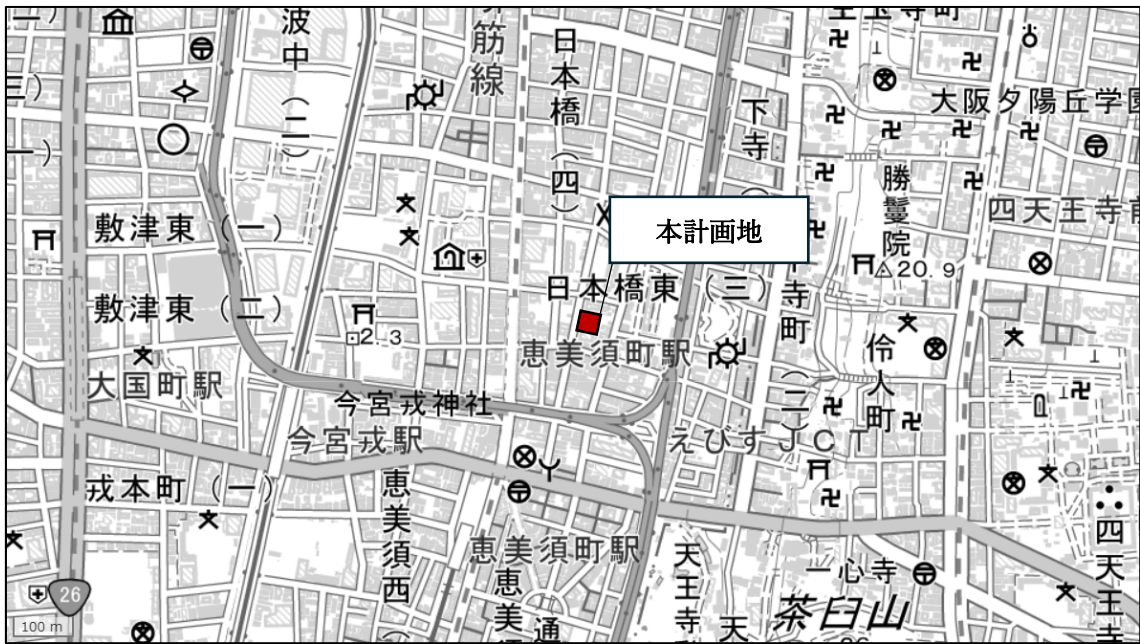 波中(二)
筋線
日本橋(四)
下寺
大阪夕陽丘学園
勝鬘院
四天王寺前
敷津東(一)
本計画地
20.9
日本橋東(三)
寺町
(二)
敷津東(二)
2.3
恵美須町駅
伶人町
大国町駅
今宮戎神社
今宮戎駅
えびすJCT
戎本町(一)
恵美須西
恵美須町駅
恵美
通
天王寺
天
一心寺
茶臼山
四天王寺
26
100 m